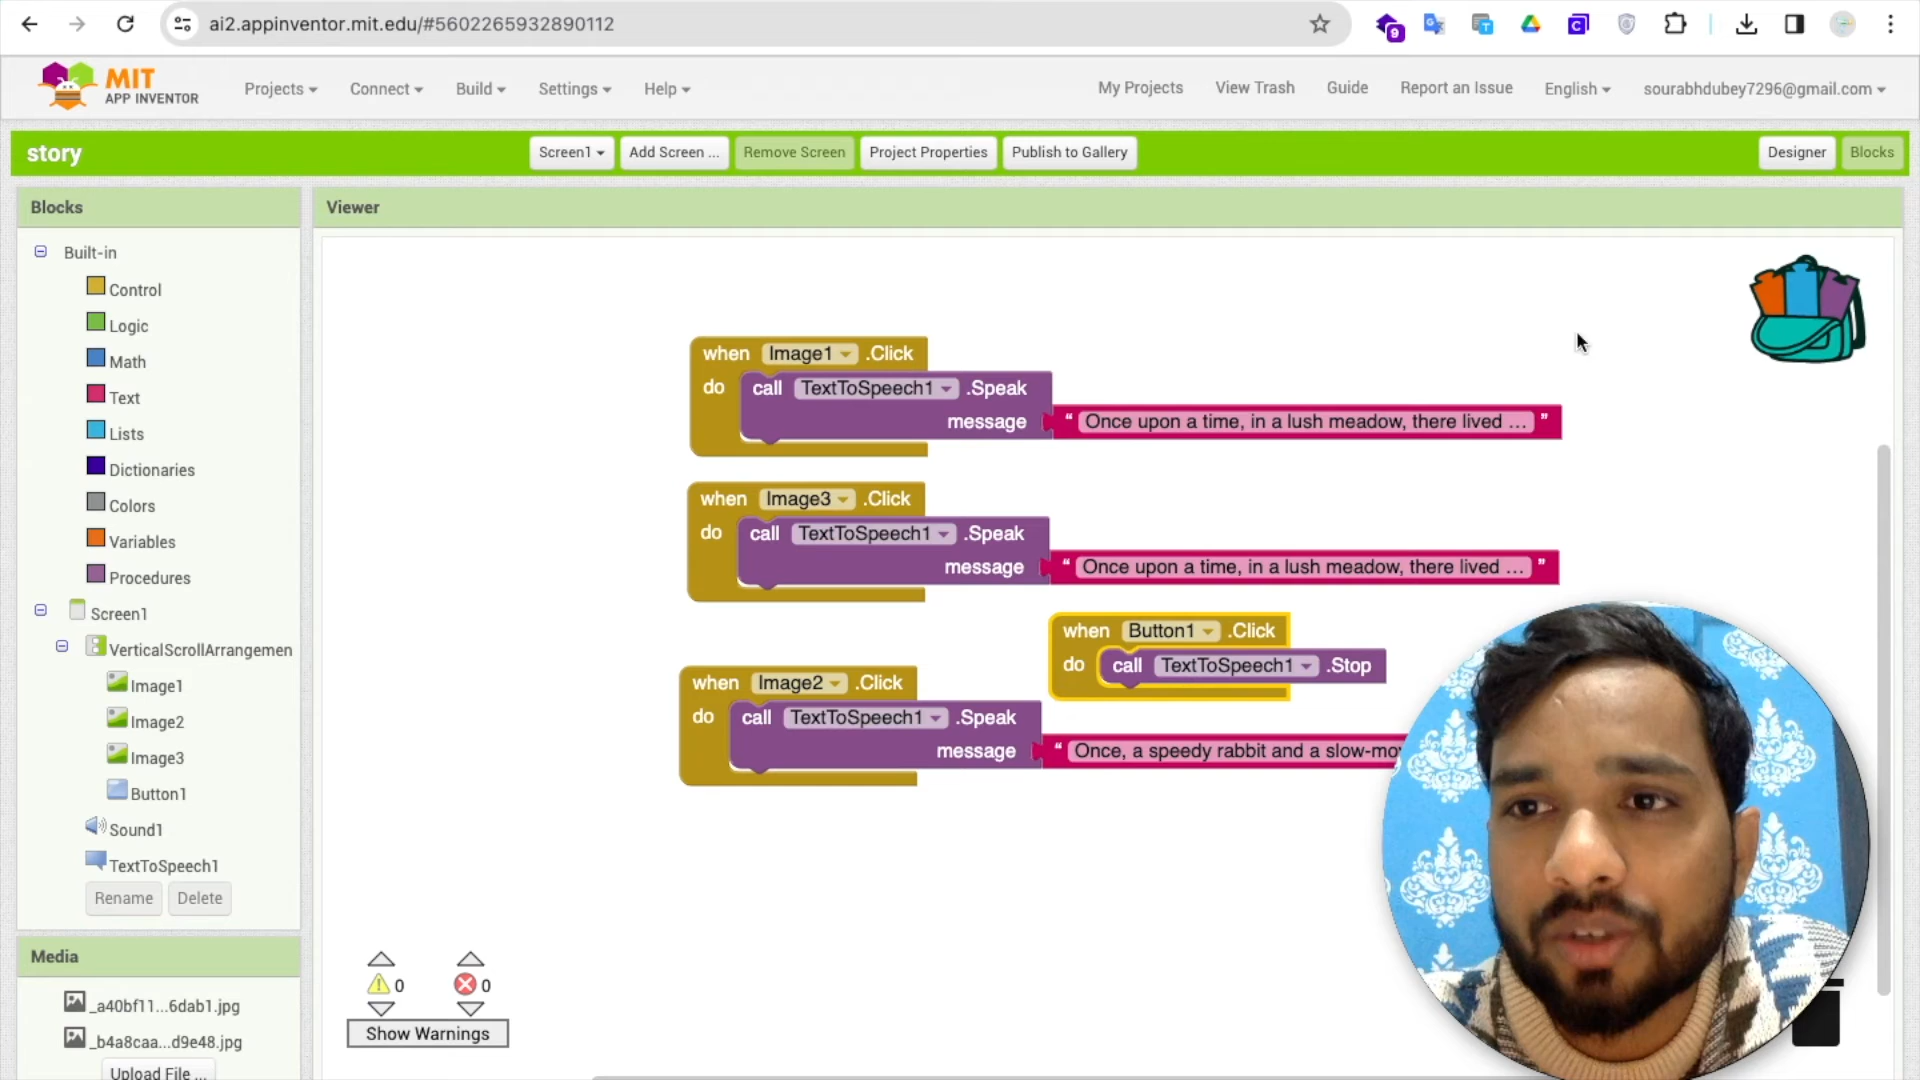 ai2.appinventor.mit.edu/#5602265932890112
9
MIT
APP INVENTOR
Projects
Connect
Build
Settings
Help
My Projects
View Trash
Guide
Report an Issue
English
sourabhdubey7296@gmail.com
story
Screen1
Add Screen ...
Remove Screen
Project Properties
Publish to Gallery
Designer
Blocks
Blocks
Built-in
Control
Logic
Math
Text
Lists
Dictionaries
Colors
Variables
Procedures
Screen1
VerticalScrollArrangemen
Image1
Image2
Image3
Button1
Sound1
TextToSpeech1
Rename
Delete
Media
_a40bf11...6dab1.jpg
_b4a8caa...d9e48.jpg
Upload File ...
Viewer
when Image1 .Click
do call TextToSpeech1 .Speak
message “ Once upon a time, in a lush meadow, there lived ... ”
when Image3 .Click
do call TextToSpeech1 .Speak
message “ Once upon a time, in a lush meadow, there lived ... ”
when Button1 .Click
do call TextToSpeech1 .Stop
when Image2 .Click
do call TextToSpeech1 .Speak
message “ Once, a speedy rabbit and a
0
0
Show Warnings